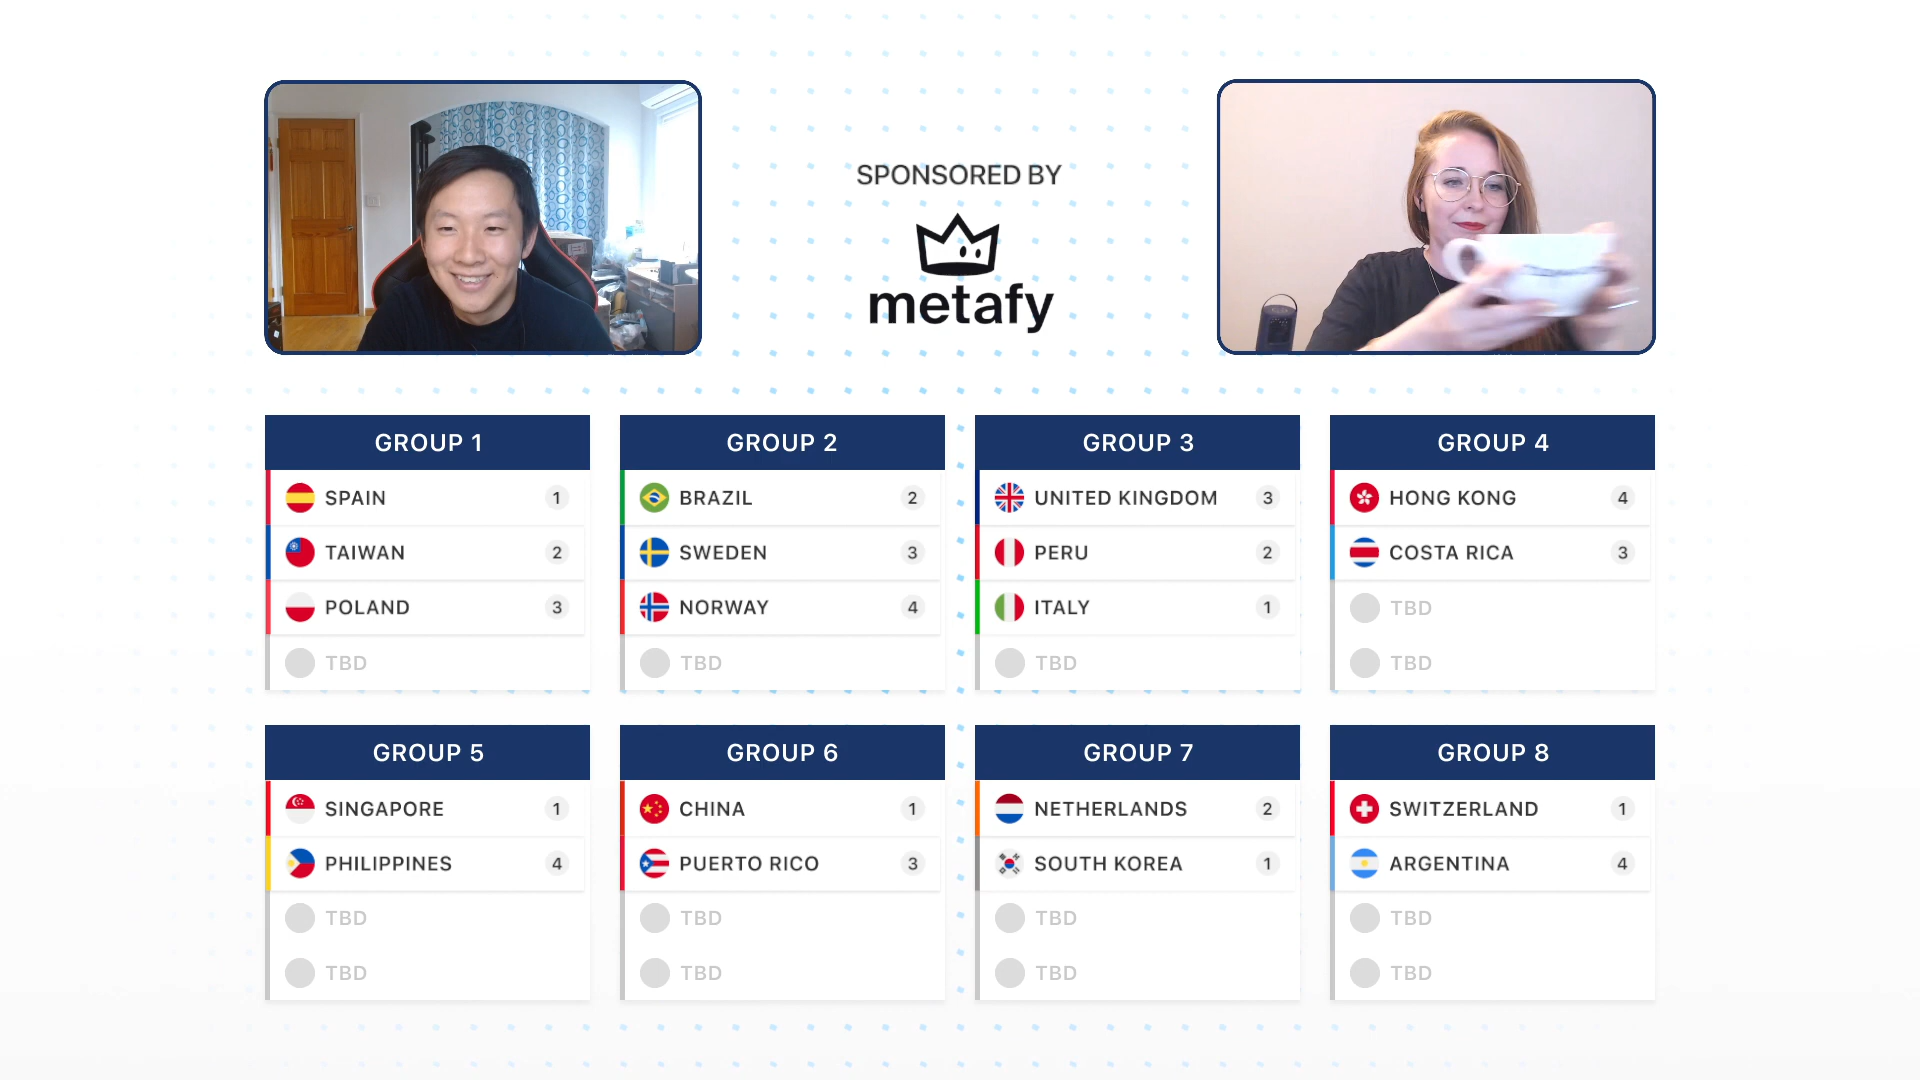 SPONSORED BY
metafy
GROUP 1
SPAIN 1
TAIWAN 2
POLAND 3
TBD
GROUP 2
BRAZIL 2
SWEDEN 3
NORWAY 4
TBD
GROUP 3
UNITED KINGDOM 3
PERU 2
ITALY 1
TBD
GROUP 4
HONG KONG 4
COSTA RICA 3
TBD
TBD
GROUP 5
SINGAPORE 1
PHILIPPINES 4
TBD
TBD
GROUP 6
CHINA 1
PUERTO RICO 3
TBD
TBD
GROUP 7
NETHERLANDS 2
SOUTH KOREA 1
TBD
TBD
GROUP 8
SWITZERLAND 1
ARGENTINA 4
TBD
TBD